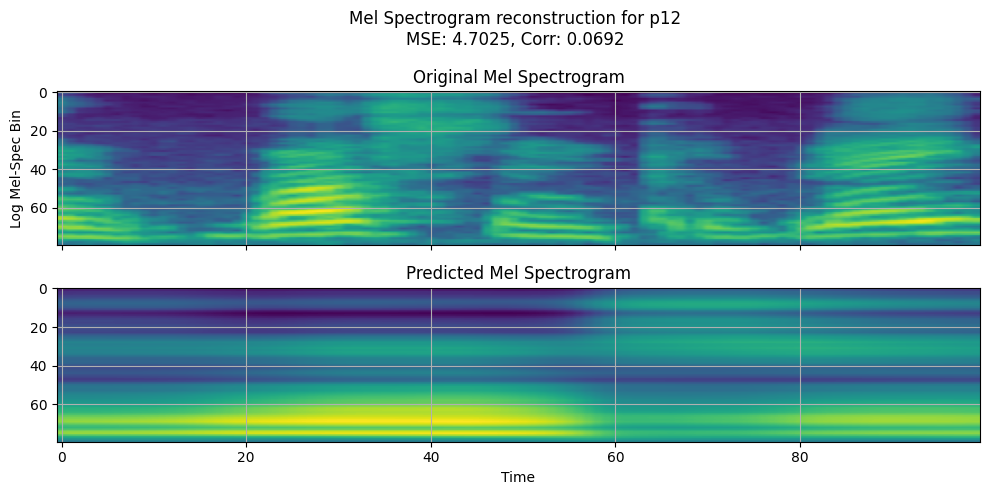 Mel Spectrogram reconstruction for p12
MSE: 4.7025, Corr: 0.0692
Original Mel Spectrogram
0
20
40
60
Log Mel-Spec Bin
Predicted Mel Spectrogram
0
20
40
60
0 20 40 60 80
Time